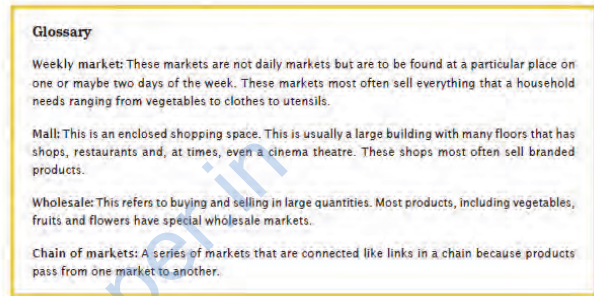 Glossary
Weekly market: These markets are not daily markets but are to be found at a particular place on
one or maybe two days of the week. These markets most often sell everything that a household
needs ranging from vegetables to clothes to utensils.
Mall: This is an enclosed shopping space. This is usually a large building with many floors that has
shops, restaurants and, at times, even a cinema theatre. These shops most often sell branded
products.
Wholesale: This refers to buying and selling in large quantities. Most products, including vegetables,
fruits and flowers have special wholesale markets.
Chain of markets: A series of markets that are connected like links in a chain because products
pass from one market to another.